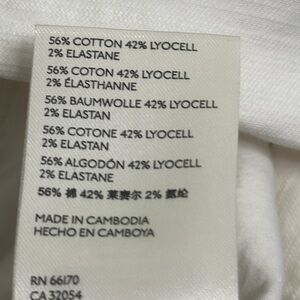 56% COTTON 42% LYOCELL
2% ELASTANE
56% COTON 42% LYOCELL
2% ÉLASTHANNE
56% BAUMWOLLE 42% LYOCELL
2% ELASTAN
56% COTONE 42% LYOCELL
2% ELASTAN
56% ALGODÓN 42% LYOCELL
2% ELASTANE
56% 棉 42% 莱赛尔 2% 氨纶
MADE IN CAMBODIA
HECHO EN CAMBOYA
RN 66170
CA 32054